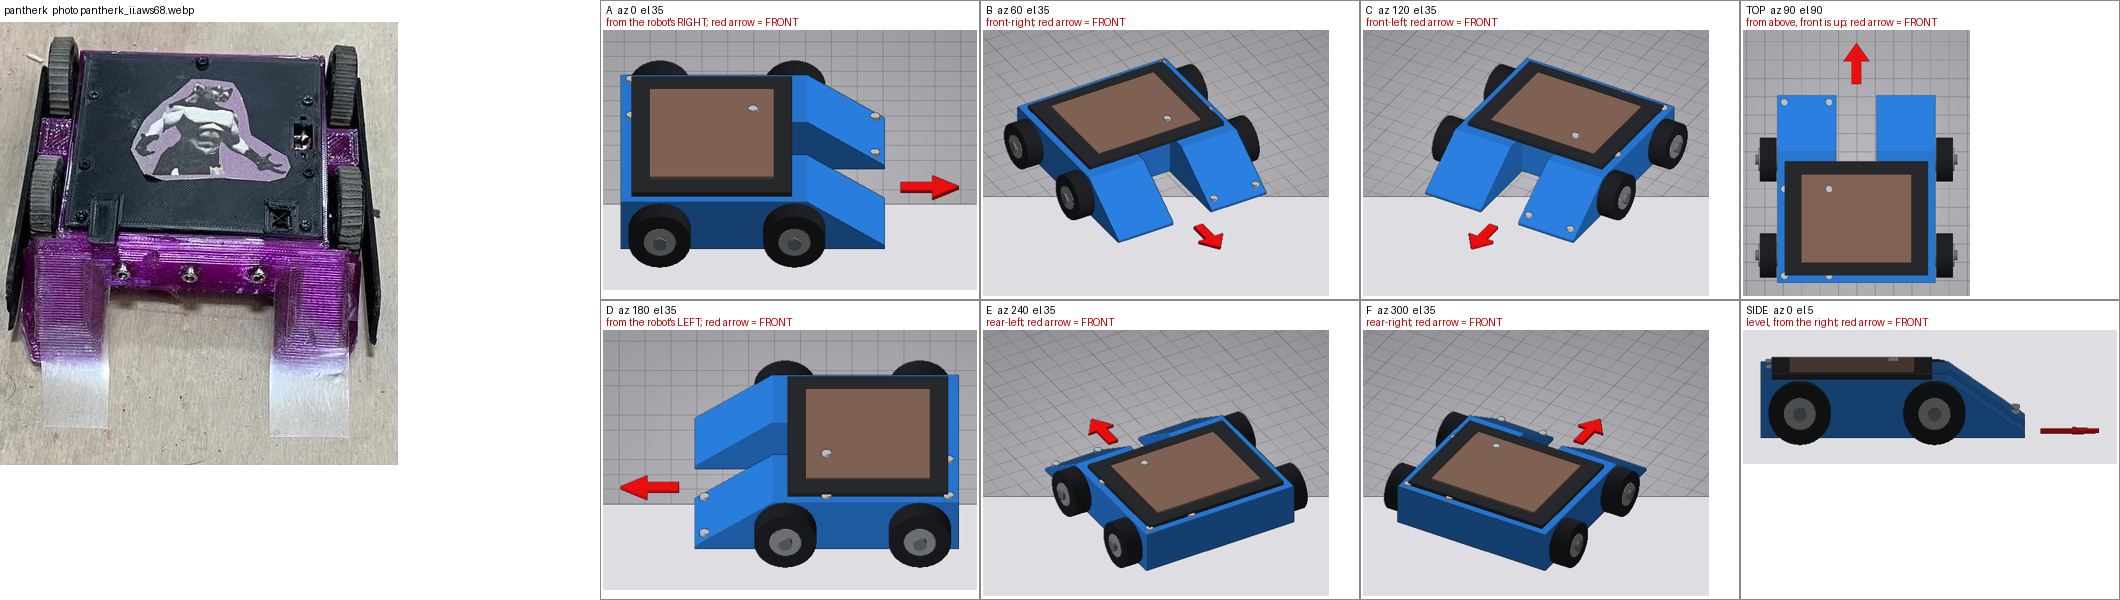 pantherk photo pantherk_ii.aws68.webp
A az 0 el 35
from the robot's RIGHT; red arrow = FRONT
B az 60 el 35
front-right; red arrow = FRONT
C az 120 el 35
front-left; red arrow = FRONT
TOP az 90 el 90
from above, front is up; red arrow = FRONT
D az 180 el 35
from the robot's LEFT; red arrow = FRONT
E az 240 el 35
rear-left; red arrow = FRONT
F az 300 el 35
rear-right; red arrow = FRONT
SIDE az 0 el 5
level, from the right; red arrow = FRONT